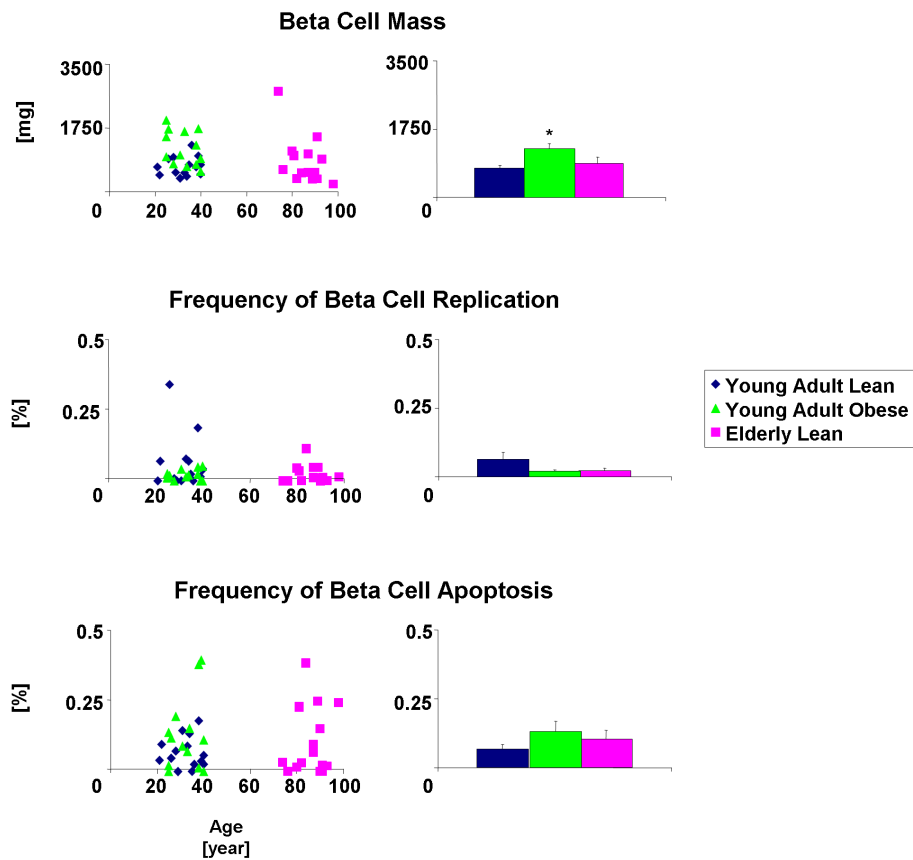 Beta Cell Mass
[mg]
3500
1750
0
20 40 60 80 100
3500
1750
*
0
Frequency of Beta Cell Replication
[%]
0.5
0.25
0
20 40 60 80 100
0.5
0.25
0
Young Adult Lean
Young Adult Obese
Elderly Lean
Frequency of Beta Cell Apoptosis
[%]
0.5
0.25
0
20 40 60 80 100
0.5
0.25
0
Age
[year]